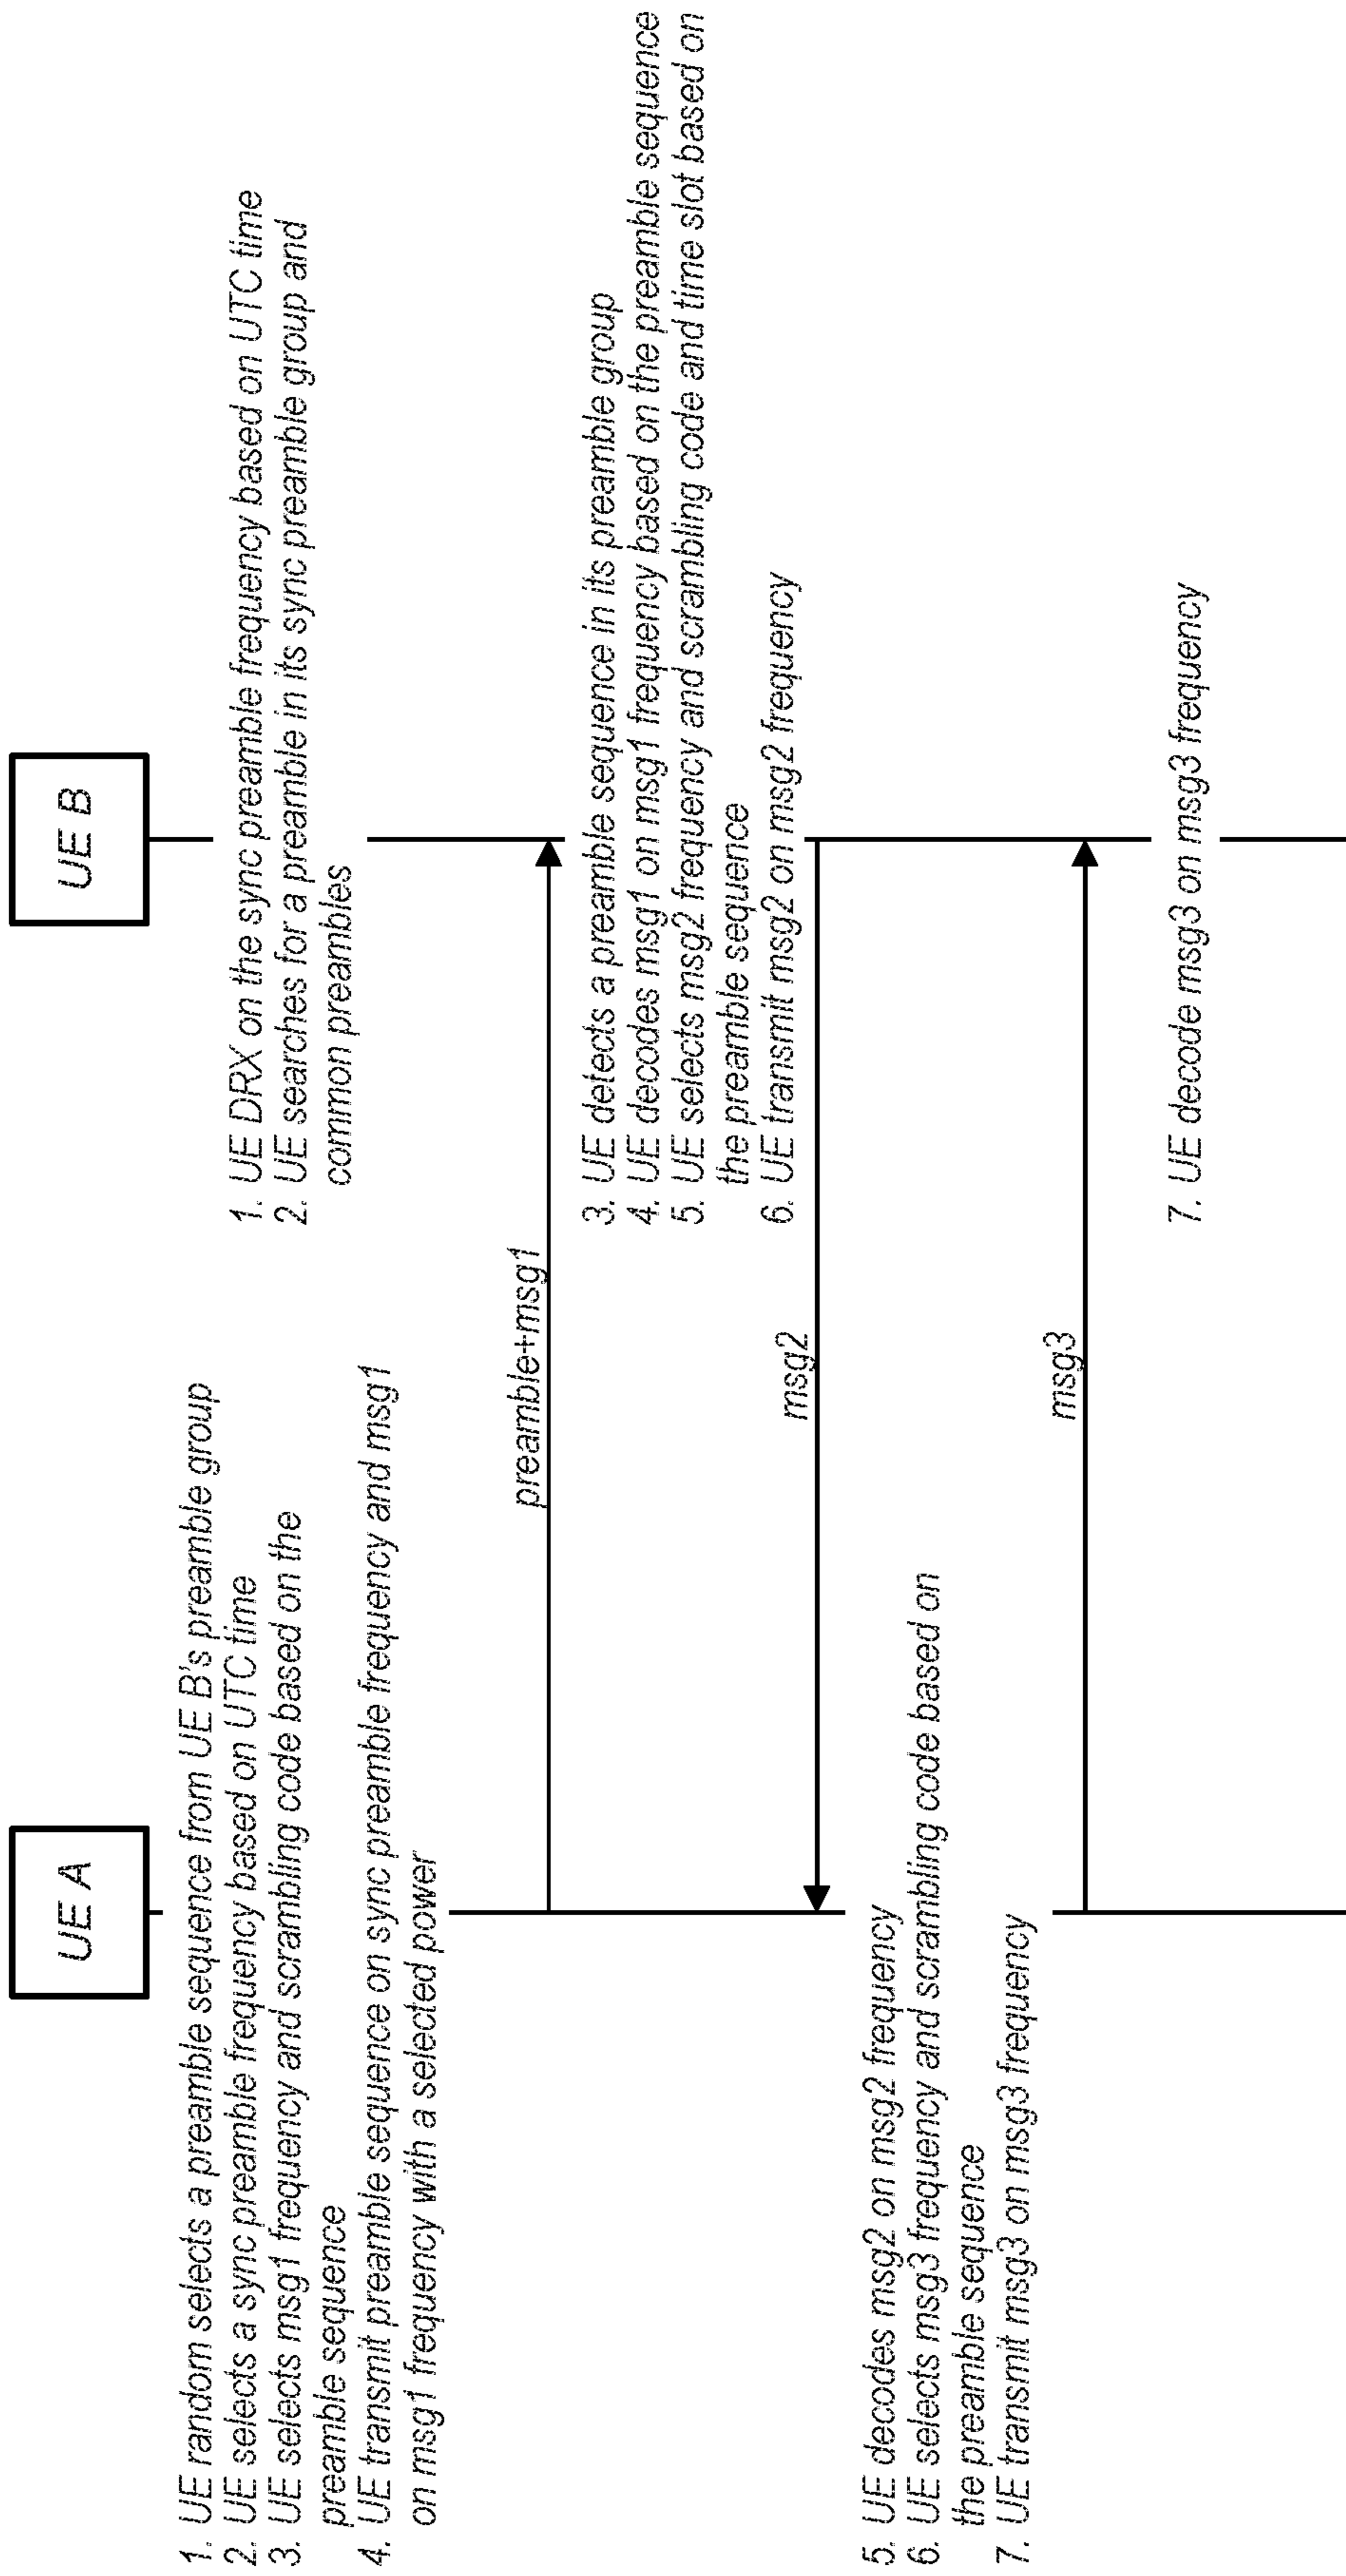 UE A
UE B
1. UE random selects a preamble sequence from UE B's preamble group
2. UE selects a sync preamble frequency based on UTC time
3. UE selects msg1 frequency and scrambling code based on the
preamble sequence
4. UE transmit preamble sequence on sync preamble frequency and msg1
on msg1 frequency with a selected power
1. UE DRX on the sync preamble frequency based on UTC time
2. UE searches for a preamble in its sync preamble group and
common preambles
preamble+msg1
3. UE detects a preamble sequence in its preamble group
4. UE decodes msg1 on msg1 frequency based on the preamble sequence
5. UE selects msg2 frequency and scrambling code and time slot based on
the preamble sequence
6. UE transmit msg2 on msg2 frequency
msg2
5. UE decodes msg2 on msg2 frequency
6. UE selects msg3 frequency and scrambling code based on
the preamble sequence
7. UE transmit msg3 on msg3 frequency
msg3
7. UE decode msg3 on msg3 frequency